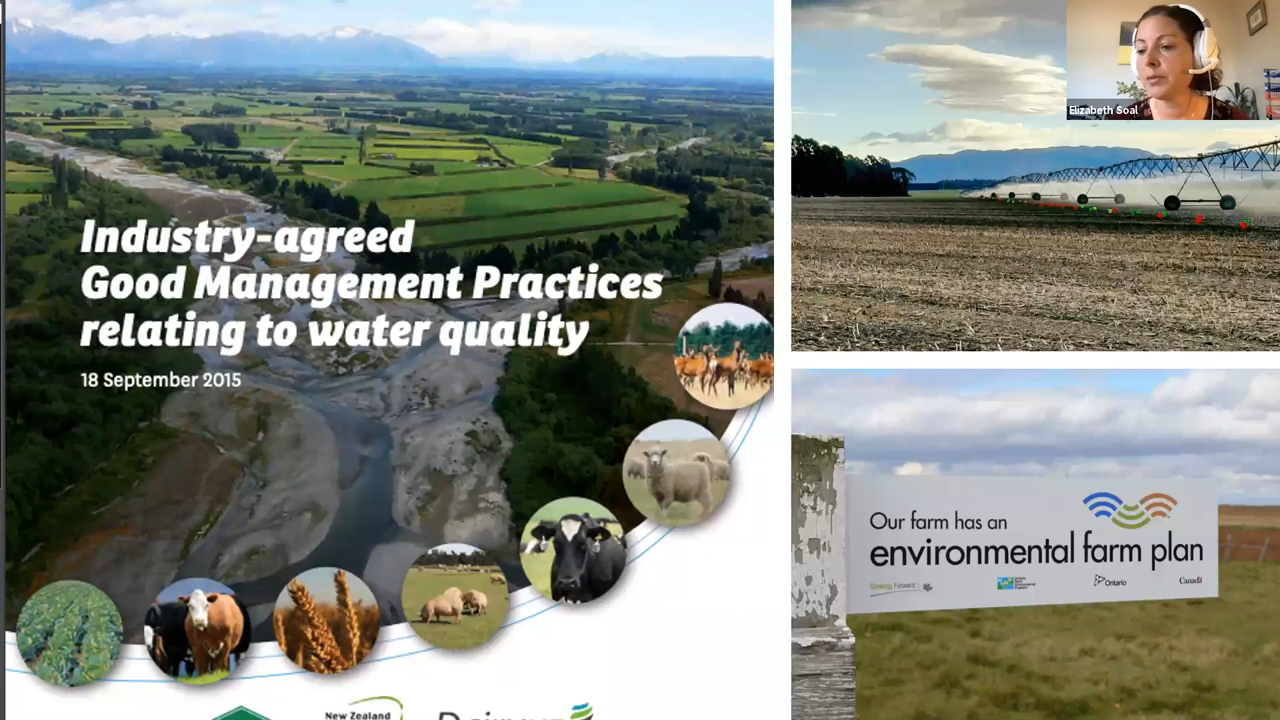 Industry-agreed
Good Management Practices
relating to water quality
18 September 2015
New Zealand
Elizabeth Soal
Our farm has an
environmental farm plan
Growing Forward
Ontario
Canada